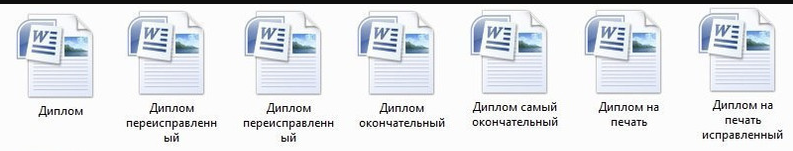 Диплом
Диплом
переисправленн
ый
Диплом
переисправленн
ый
Диплом
окончательный
Диплом самый
окончательный
Диплом на
печать
Диплом на
печать
исправленный